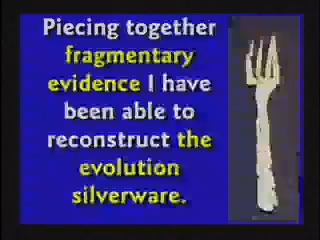 Piecing together
fragmentary
evidence I have
been able to
reconstruct the
evolution
silverware.